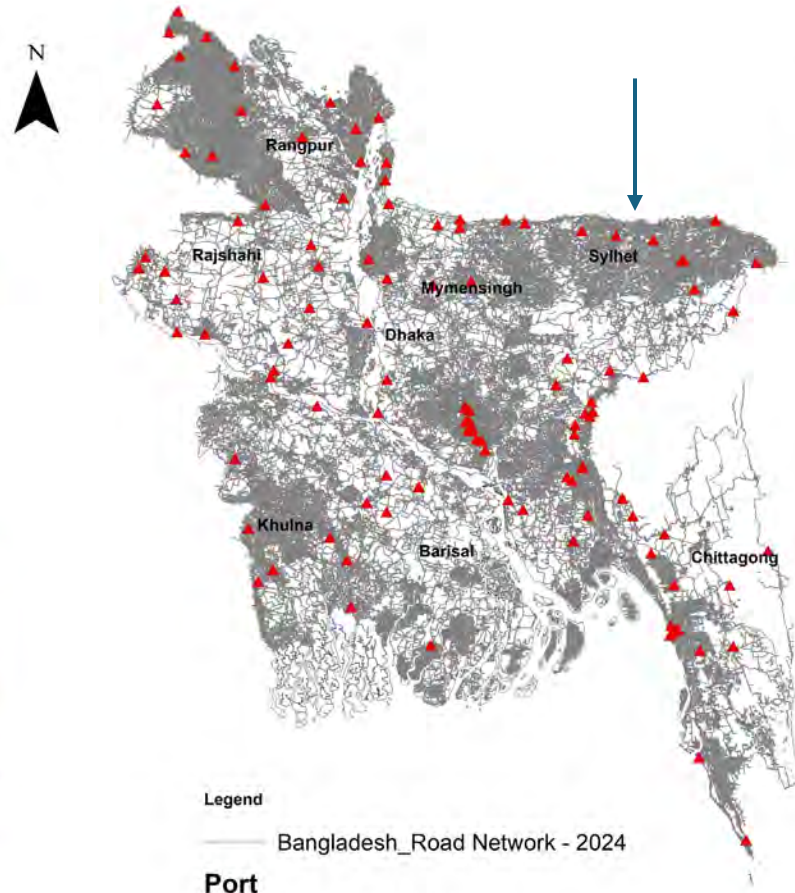 N
Rangpur
Rajshahi
Sylhet
Mymensingh
Dhaka
Khulna
Barisal
Chittagong
Legend
Bangladesh_Road Network - 2024
Port